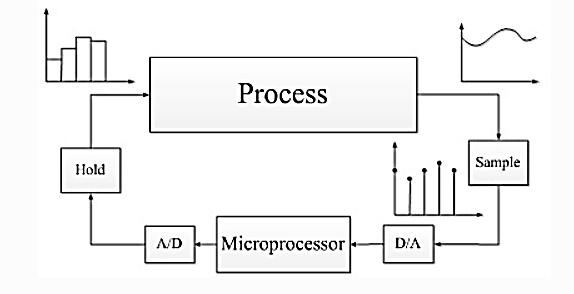 Process
Hold
Sample
A/D
Microprocessor
D/A